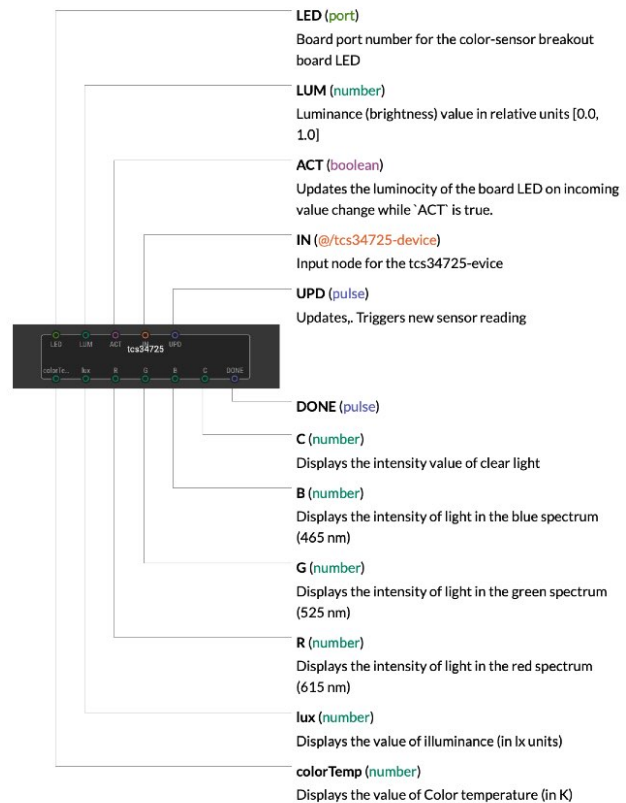 LED (port)
Board port number for the color-sensor breakout
board LED
LUM (number)
Luminance (brightness) value in relative units [0.0,
1.0]
ACT (boolean)
Updates the luminocity of the board LED on incoming
value change while `ACT` is true.
IN (@/tcs34725-device)
Input node for the tcs34725-evice
UPD (pulse)
Updates,. Triggers new sensor reading
LED LUM ACT IN UPD
tcs34725
colorTe... lux R G B C DONE
DONE (pulse)
C (number)
Displays the intensity value of clear light
B (number)
Displays the intensity of light in the blue spectrum
(465 nm)
G (number)
Displays the intensity of light in the green spectrum
(525 nm)
R (number)
Displays the intensity of light in the red spectrum
(615 nm)
lux (number)
Displays the value of illuminance (in lx units)
colorTemp (number)
Displays the value of Color temperature (in K)